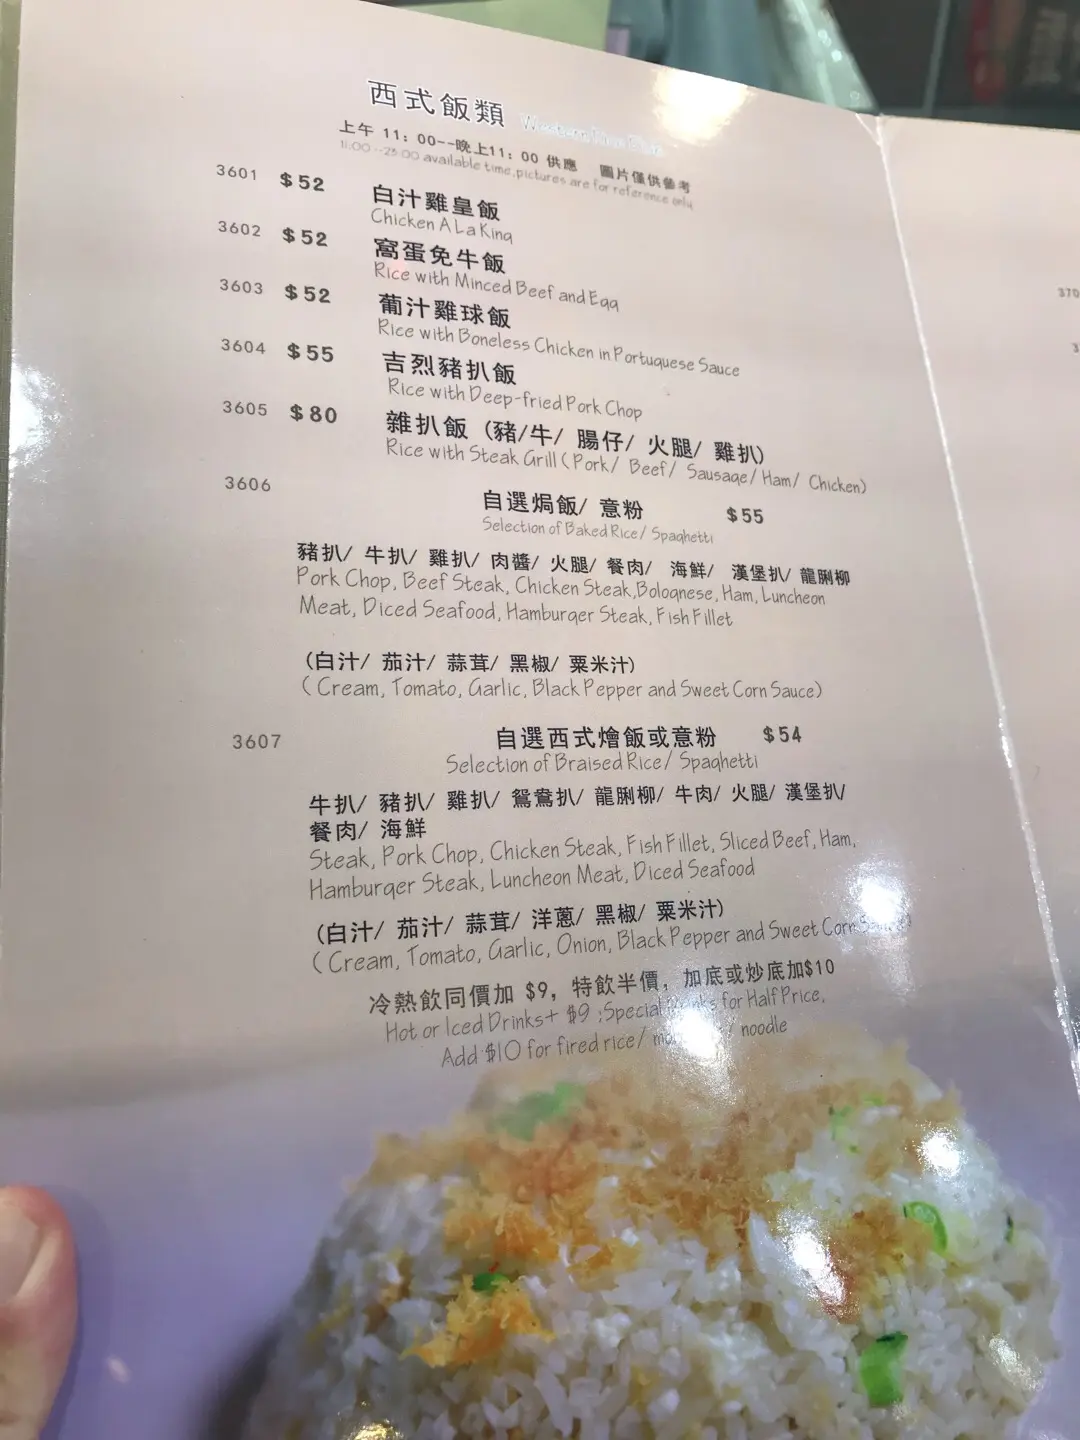 西式飯類 Western
上午 11：00--晚上11：00 供應 圖片僅供參考
11:00--23:00 available time,pictures are for reference only
3601 $52 白汁雞皇飯
Chicken A La King
3602 $52 窩蛋免牛飯
Rice with Minced Beef and Egg
3603 $52 葡汁雞球飯
Rice with Boneless Chicken in Portuguese Sauce
3604 $55 吉烈豬扒飯
Rice with Deep-fried Pork Chop
3605 $80 雜扒飯 (豬/牛/ 腸仔/ 火腿/ 雞扒)
Rice with Steak Grill (Pork/ Beef/ Sausage/ Ham/ Chicken)
3606 自選焗飯/ 意粉 $55
Selection of Baked Rice/ Spaghetti
豬扒/ 牛扒/ 雞扒/ 肉醬/ 火腿/ 餐肉/ 海鮮/ 漢堡扒/ 龍脷柳
Pork Chop, Beef Steak, Chicken Steak,Bolognese, Ham, Luncheon
Meat, Diced Seafood, Hamburger Steak, Fish Fillet
(白汁/ 茄汁/ 蒜茸/ 黑椒/ 粟米汁)
( Cream, Tomato, Garlic, Black Pepper and Sweet Corn Sauce)
3607 自選西式燴飯或意粉 $54
Selection of Braised Rice/ Spaghetti
牛扒/ 豬扒/ 雞扒/ 鴛鴦扒/ 龍脷柳/ 牛肉/ 火腿/ 漢堡扒/
餐肉/ 海鮮
Steak, Pork Chop, Chicken Steak, Fish Fillet, Sliced Beef, Ham,
Hamburger Steak, Luncheon Meat, Diced Seafood
(白汁/ 茄汁/ 蒜茸/ 洋蔥/ 黑椒/ 粟米汁)
( Cream, Tomato, Garlic, Onion, Black Pepper and Sweet Corn
冷熱飲同價加 $9, 特飲半價, 加底或炒底加$10
Hot or Iced Drinks+ $9 ;Special for Half Price,
Add $10 for fired rice/ noodle